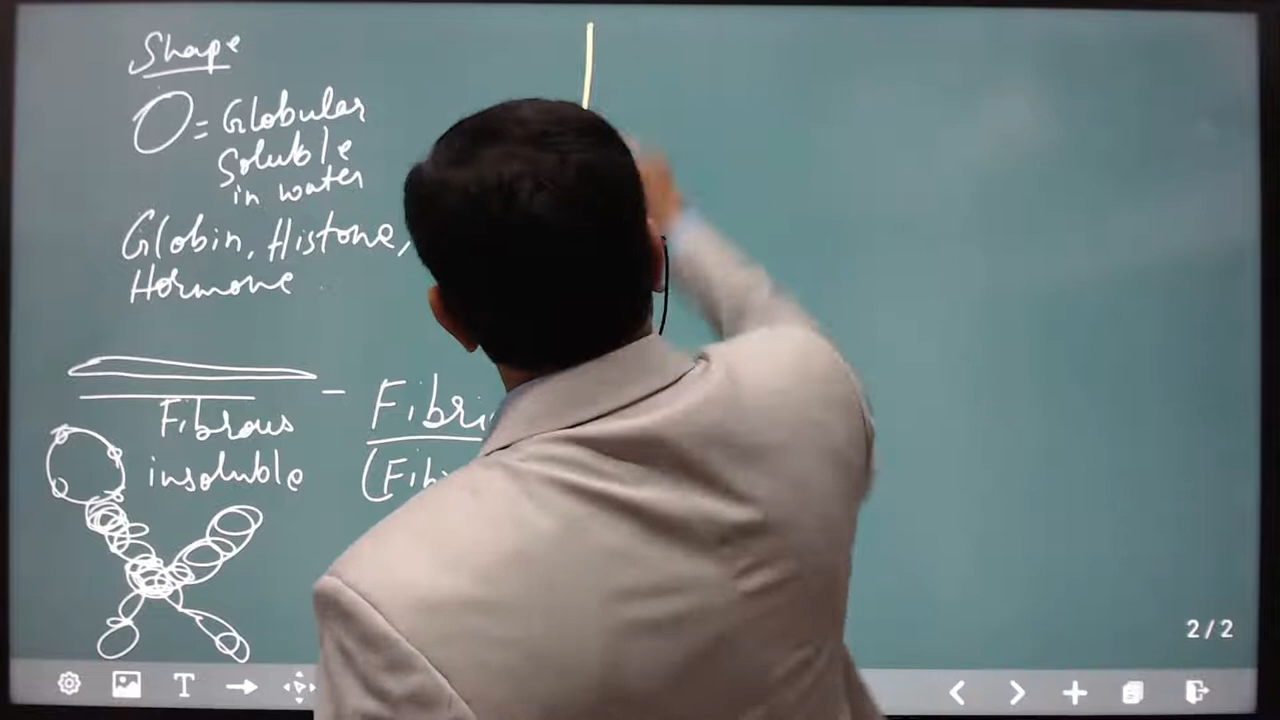 Shape
O = Globular
Soluble
in water
Globin, Histone,
Hormone
Fibrous
insoluble
2/2
T